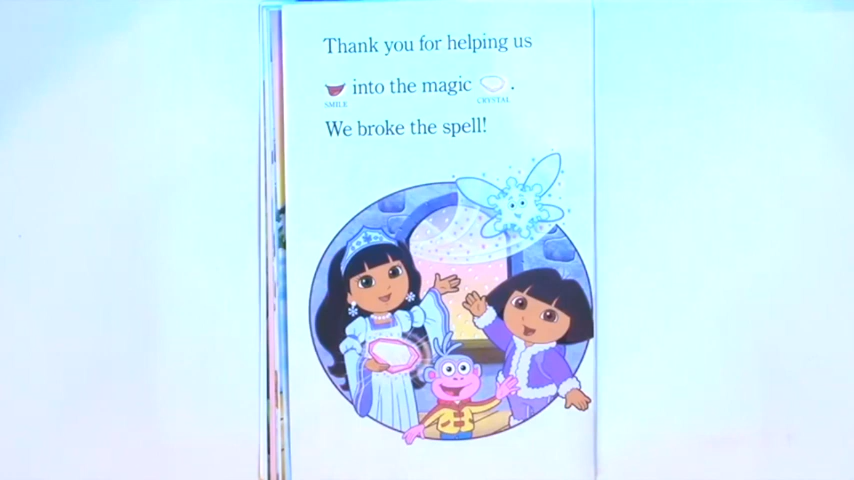 Thank you for helping us
into the magic .
SMILE CRYSTAL
We broke the spell!